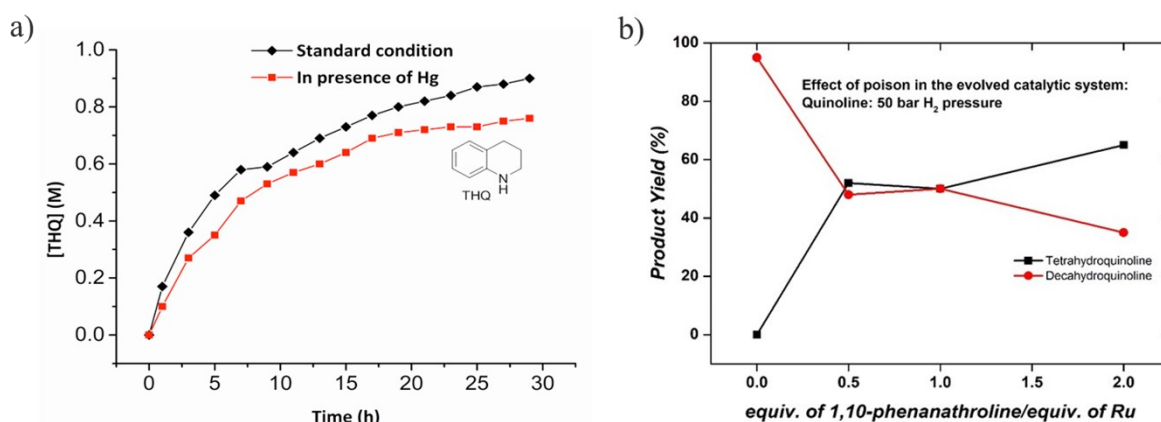 a)
Standard condition
In presence of Hg
1.0
0.8
0.6
0.4
0.2
0.0
[THQ] (M)
N
H
THQ
0 5 10 15 20 25 30
Time (h)
b)
100
80
60
40
20
0
Product Yield (%)
Effect of poison in the evolved catalytic system:
Quinoline: 50 bar H2 pressure
Tetrahydroquinoline
Decahydroquinoline
0.0 0.5 1.0 1.5 2.0
equiv. of 1,10-phenanathroline/equiv. of Ru